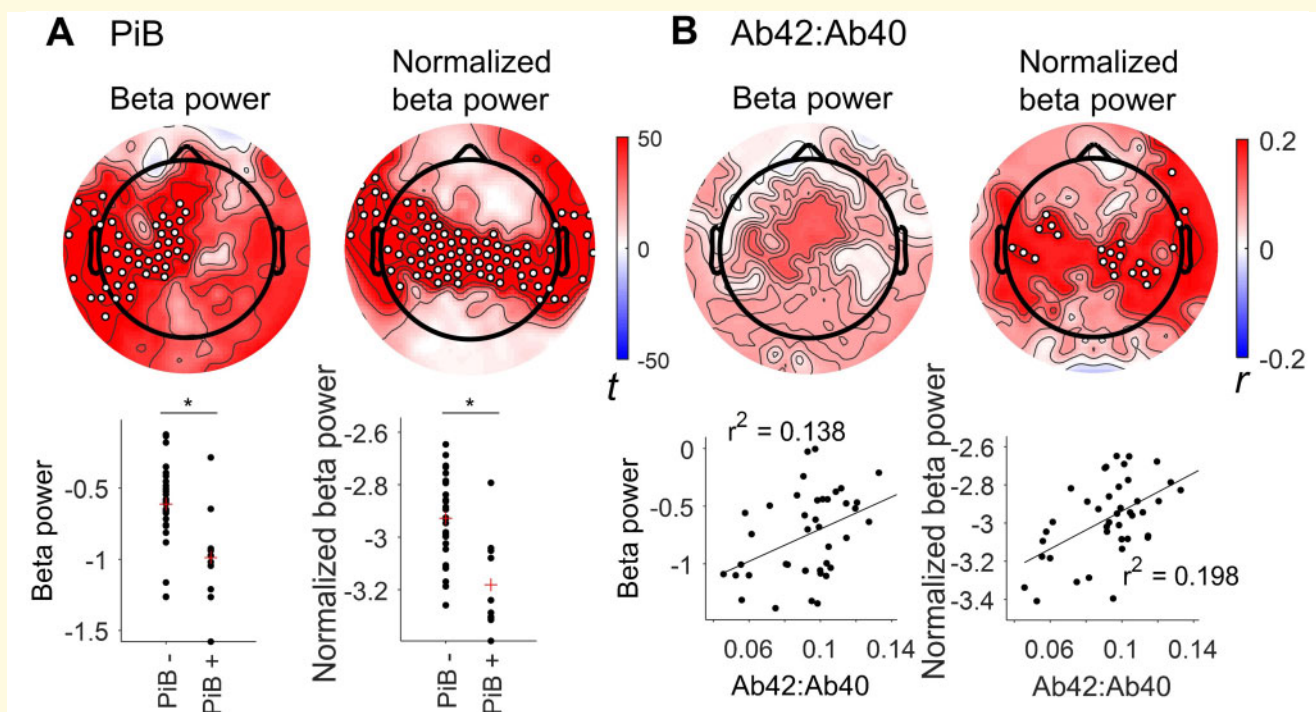 A PiB
Beta power
Normalized
beta power
50
0
-50
t
B Ab42:Ab40
Beta power
Normalized
beta power
0.2
0
-0.2
r
*
Beta power
-0.5
-1
-1.5
PiB -
PiB +
*
Normalized beta power
-2.6
-2.8
-3
-3.2
PiB -
PiB +
r² = 0.138
Beta power
0
-0.5
-1
0.06 0.1 0.14
Ab42:Ab40
Normalized beta power
-2.6
-2.8
-3
-3.2
-3.4
r² = 0.198
0.06 0.1 0.14
Ab42:Ab40